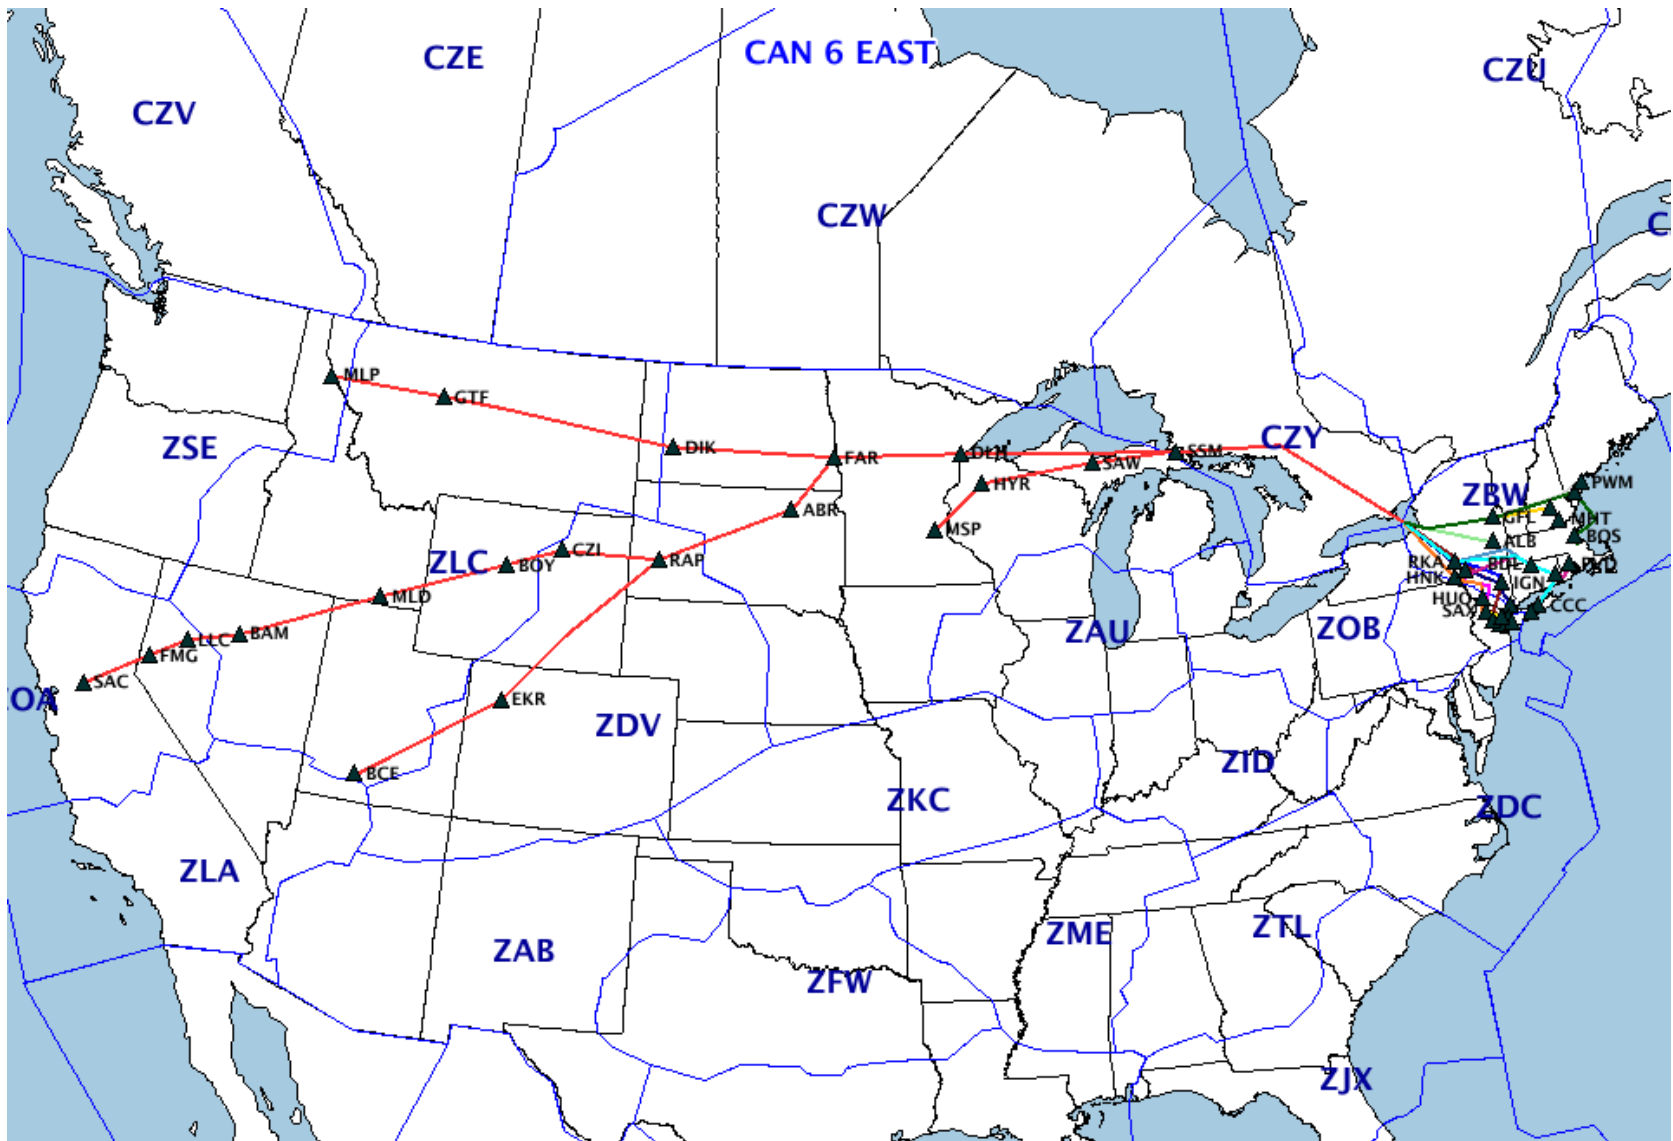 CAN 6 EAST
CZE
CZU
CZV
CZW
MLP
GTF
CZY
ZSE
DIK
FAR
SSM
SAW
HYR
ZBW
PWM
ABR
MSP
GFL
MHT
ALB
BOS
ZLC
CZI
RAP
BOY
RKA
BDL
HNK
IGN
MLD
HUO
SAX
CCC
LLC
BAM
ZAU
ZOB
FMG
SAC
EKR
ZDV
BCE
ZID
ZKC
ZDC
ZLA
ZME
ZTL
ZAB
ZFW
ZJX